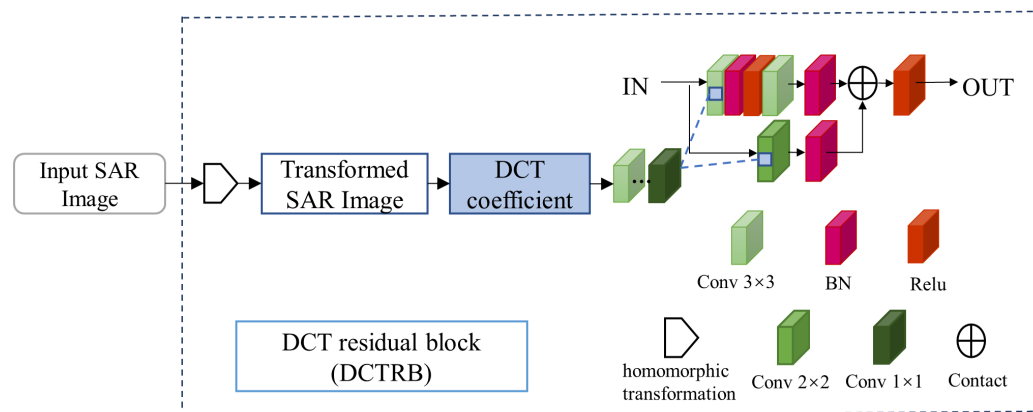 IN
OUT
Input SAR
Image
Transformed
SAR Image
DCT
coefficient
...
Conv 3×3
BN
Relu
DCT residual block
(DCTRB)
homomorphic
transformation
Conv 2×2
Conv 1×1
Contact